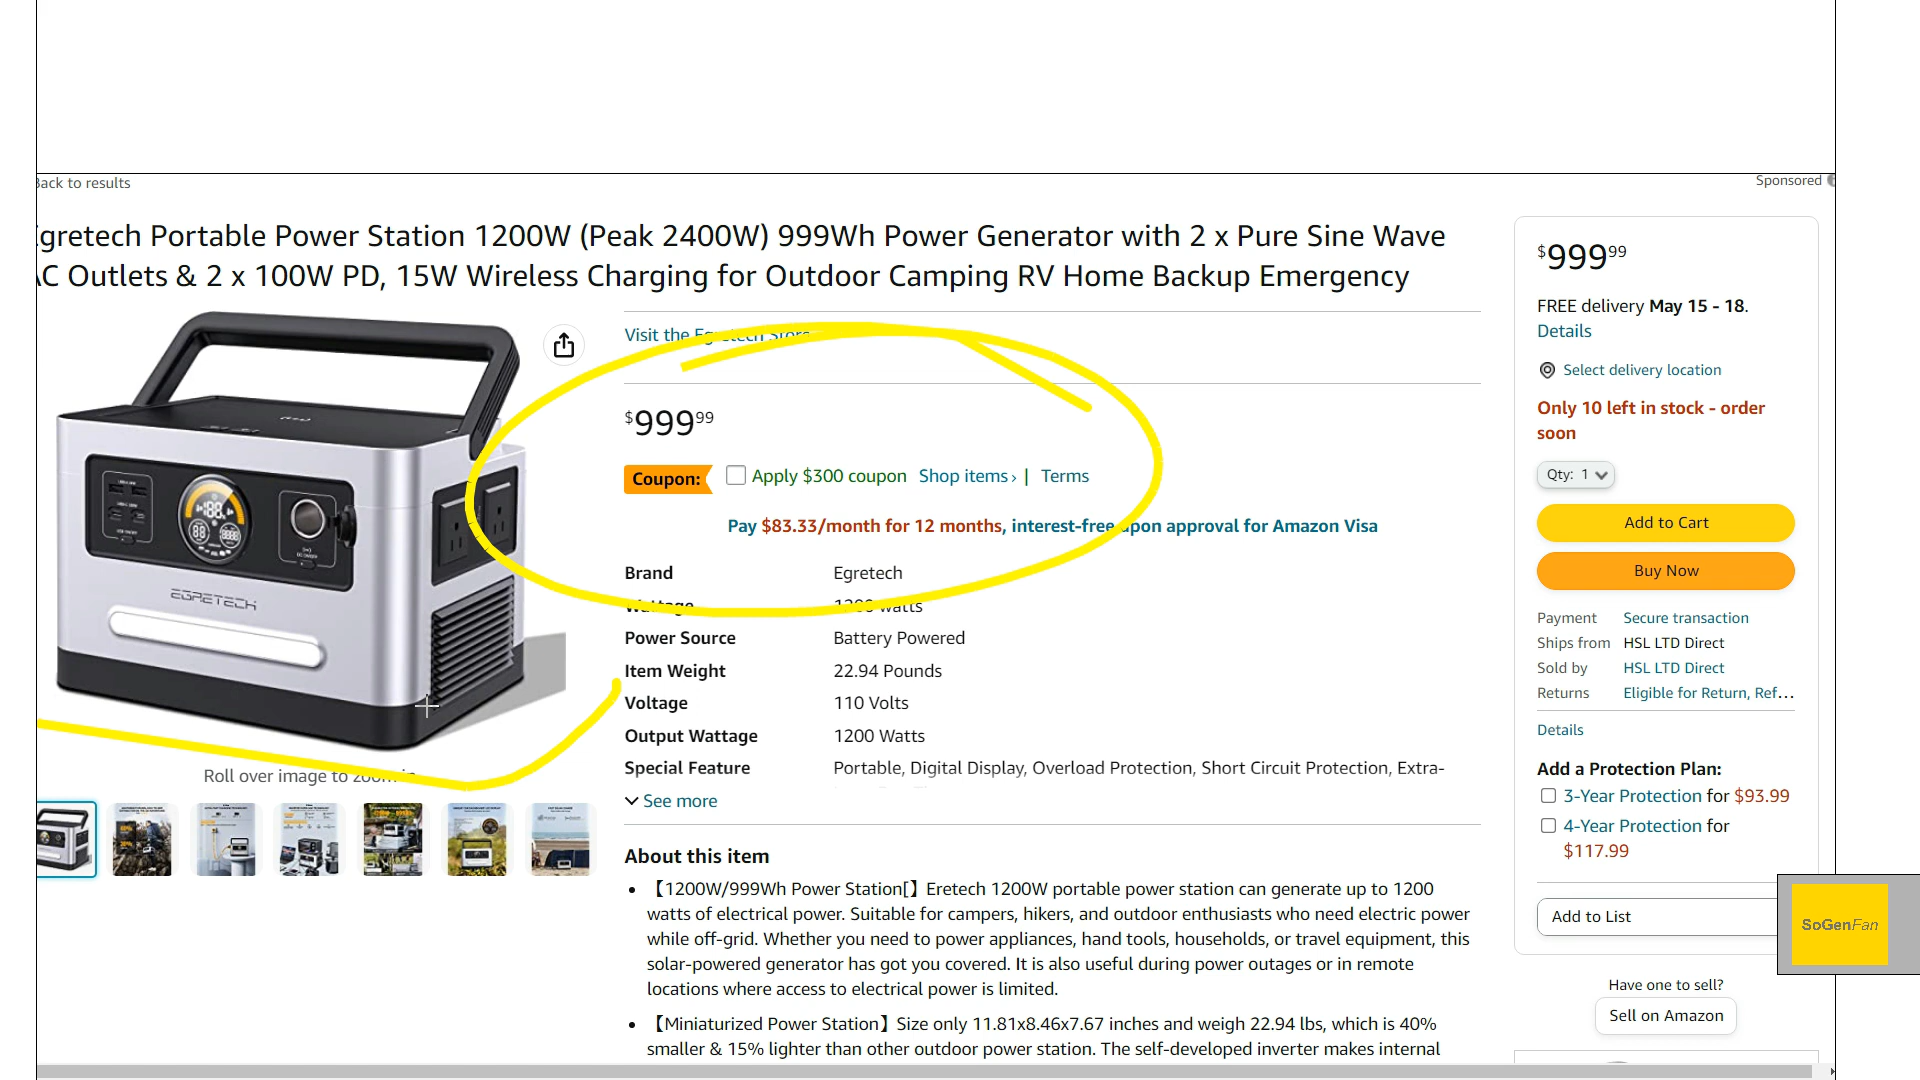 Back to results
Sponsored
Egretech Portable Power Station 1200W (Peak 2400W) 999Wh Power Generator with 2 x Pure Sine Wave
AC Outlets & 2 x 100W PD, 15W Wireless Charging for Outdoor Camping RV Home Backup Emergency
EGRETECH
Roll over image to zoom in
Visit the Egretech Store
$999 99
Coupon: Apply $300 coupon Shop items › | Terms
Pay $83.33/month for 12 months, interest-free upon approval for Amazon Visa
Brand Egretech
Wattage 1200 watts
Power Source Battery Powered
Item Weight 22.94 Pounds
Voltage 110 Volts
Output Wattage 1200 Watts
Special Feature Portable, Digital Display, Overload Protection, Short Circuit Protection, Extra-
See more
About this item
• 【1200W/999Wh Power Station[】Eretech 1200W portable power station can generate up to 1200
watts of electrical power. Suitable for campers, hikers, and outdoor enthusiasts who need electric power
while off-grid. Whether you need to power appliances, hand tools, households, or travel equipment, this
solar-powered generator has got you covered. It is also useful during power outages or in remote
locations where access to electrical power is limited.
• 【Miniaturized Power Station】Size only 11.81x8.46x7.67 inches and weigh 22.94 lbs, which is 40%
smaller & 15% lighter than other outdoor power station. The self-developed inverter makes internal
$999 99
FREE delivery May 15 - 18.
Details
Select delivery location
Only 10 left in stock - order
soon
Qty: 1
Add to Cart
Buy Now
Payment Secure transaction
Ships from HSL LTD Direct
Sold by HSL LTD Direct
Returns Eligible for Return, Ref...
Details
Add a Protection Plan:
3-Year Protection for $93.99
4-Year Protection for
$117.99
Add to List
SoGenFan
Have one to sell?
Sell on Amazon